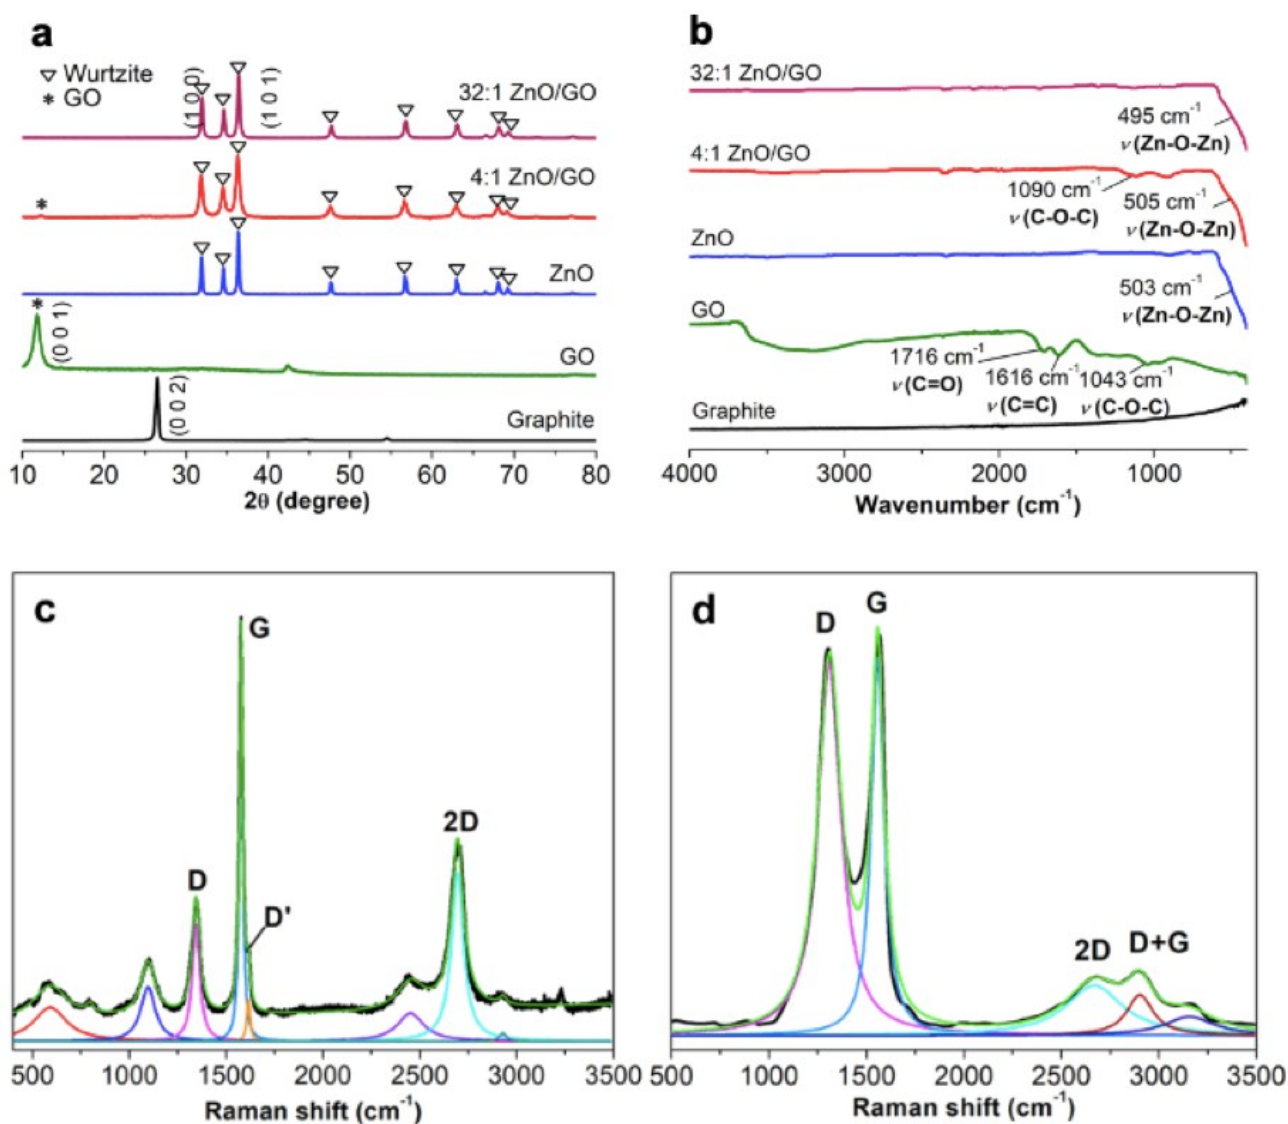 a
▽ Wurtzite
* GO
(1 0 0)
(1 0 1)
32:1 ZnO/GO
4:1 ZnO/GO
*
ZnO
*
(0 0 1)
GO
(0 0 2)
Graphite
10 20 30 40 50 60 70 80
2θ (degree)
b
32:1 ZnO/GO
495 cm⁻¹
ν(Zn-O-Zn)
4:1 ZnO/GO
1090 cm⁻¹
ν(C-O-C)
505 cm⁻¹
ν(Zn-O-Zn)
ZnO
503 cm⁻¹
ν(Zn-O-Zn)
GO
1716 cm⁻¹
ν(C=O)
1616 cm⁻¹
ν(C=C)
1043 cm⁻¹
ν(C-O-C)
Graphite
4000 3000 2000 1000
Wavenumber (cm⁻¹)
c
G
2D
D
D'
500 1000 1500 2000 2500 3000 3500
Raman shift (cm⁻¹)
d
D
G
2D
D+G
500 1000 1500 2000 2500 3000 3500
Raman shift (cm⁻¹)